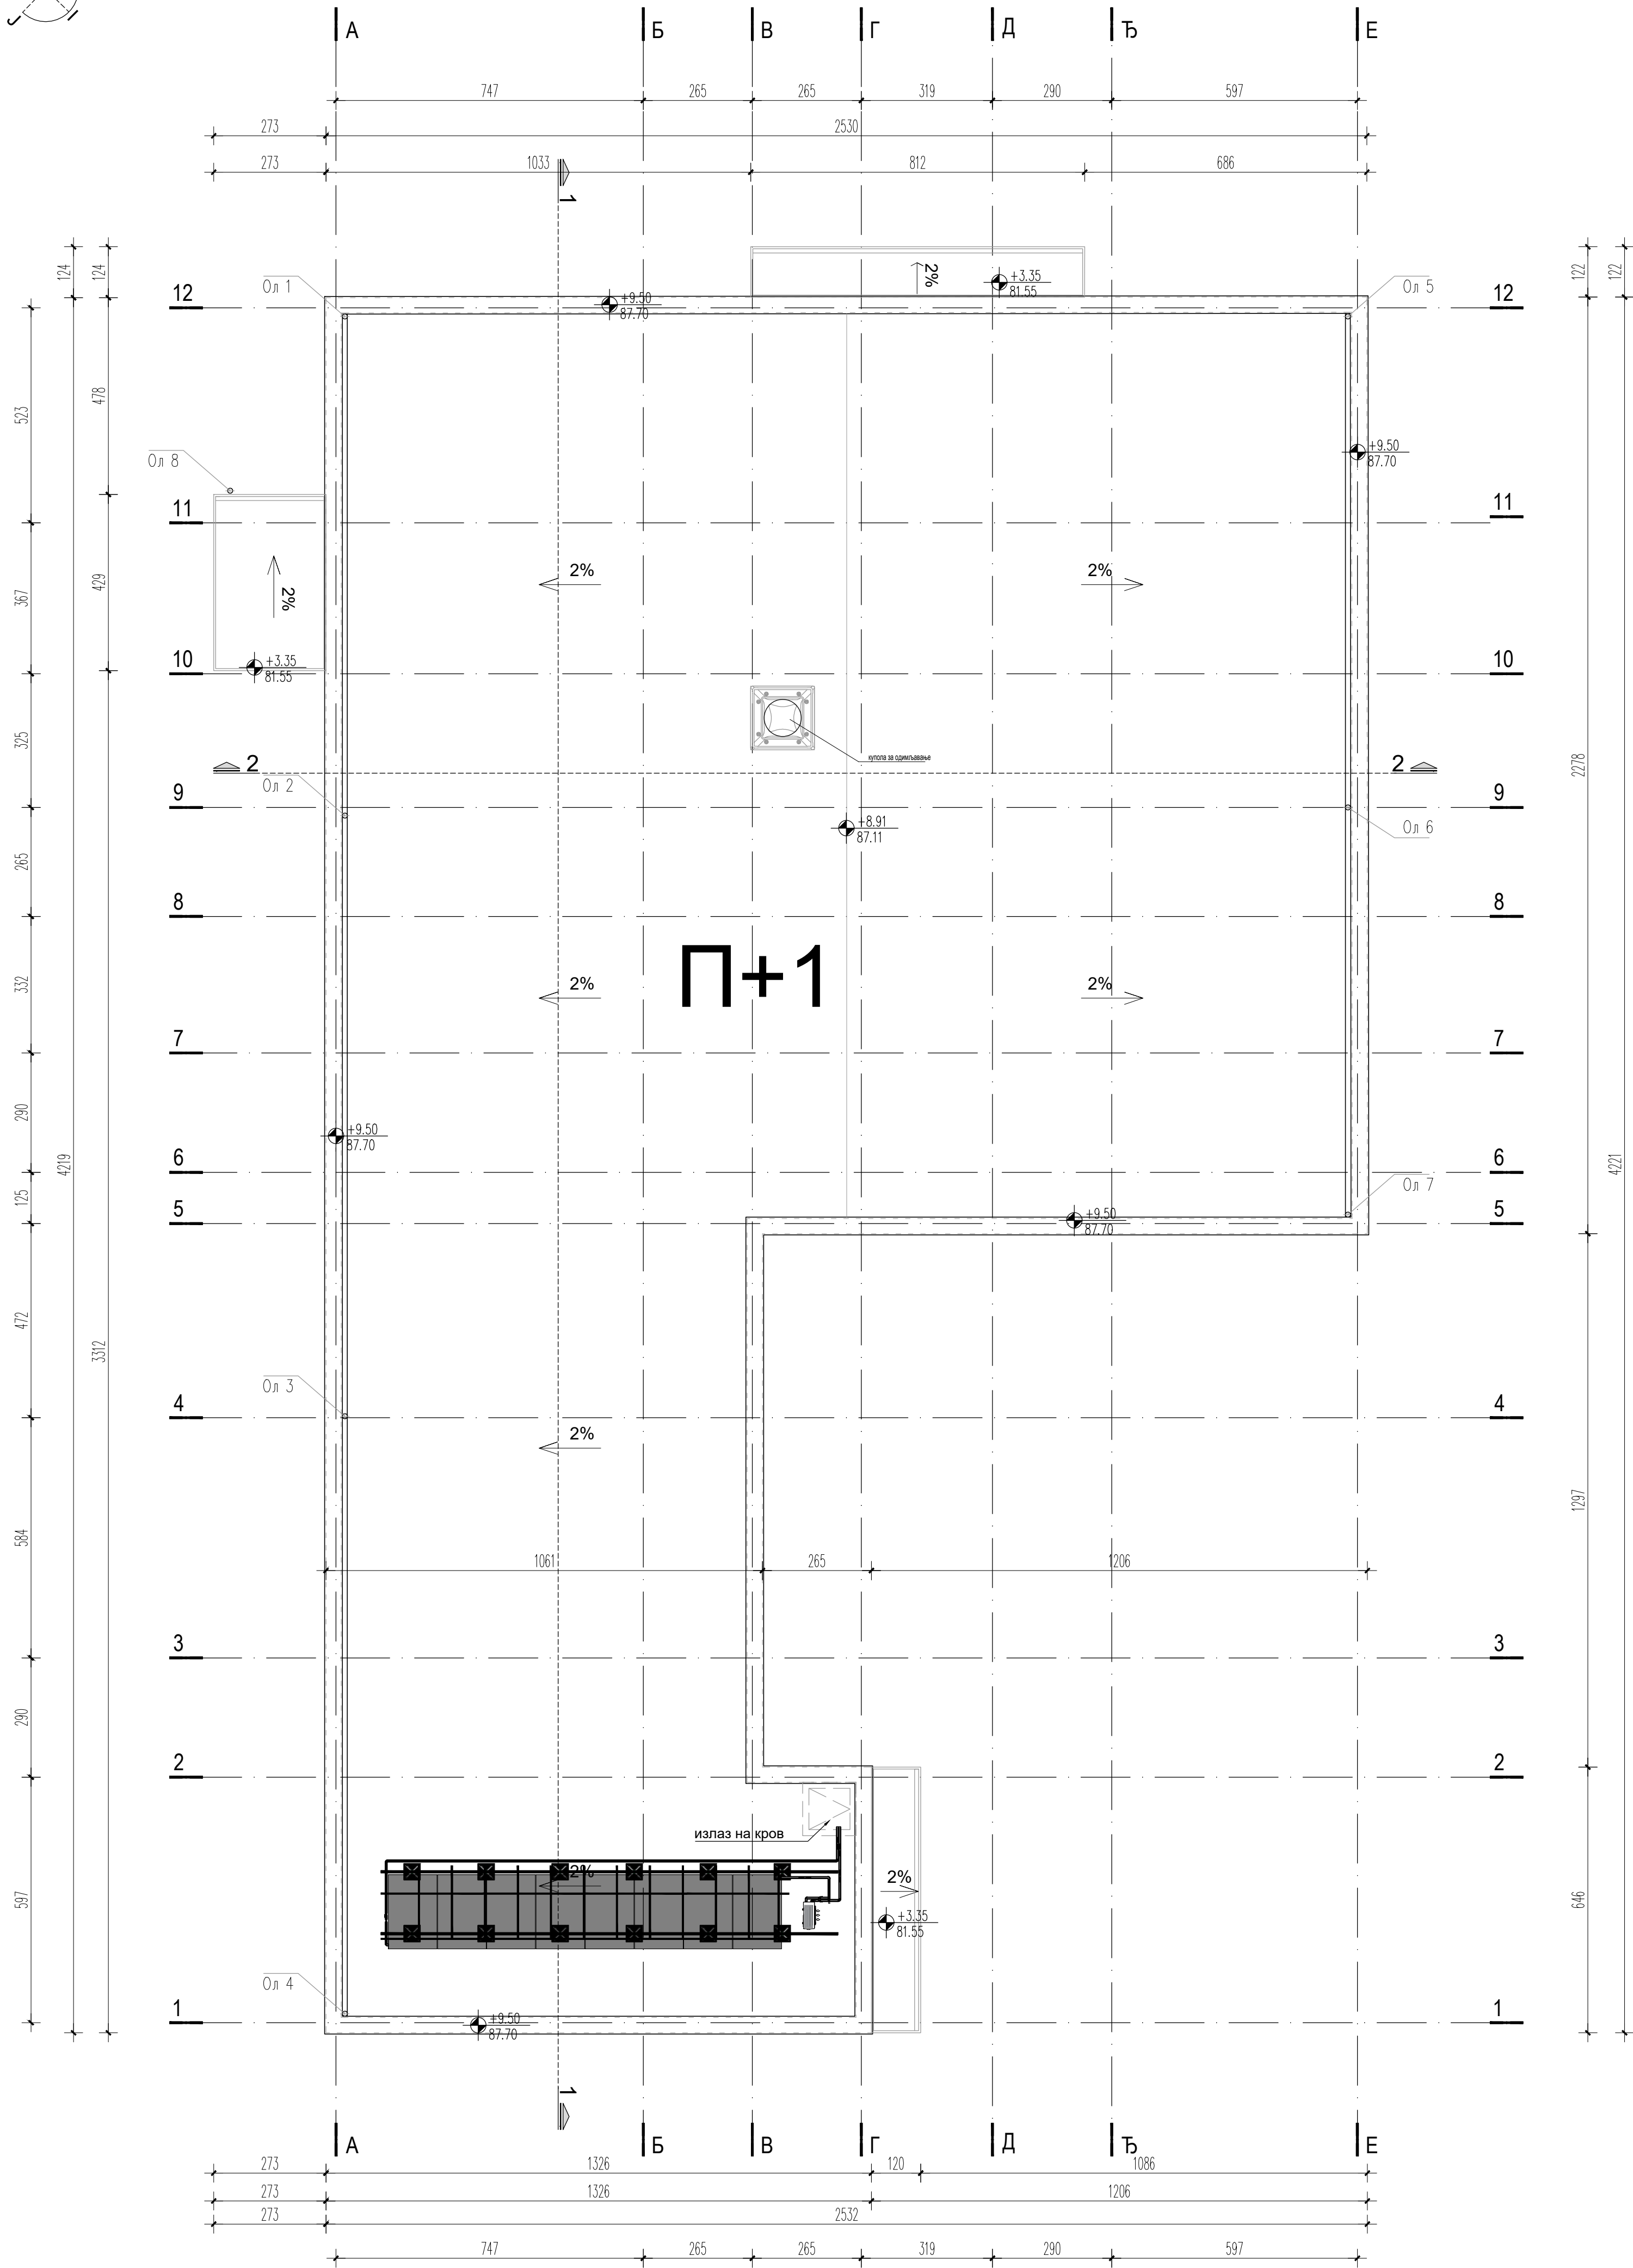 Ј
І
А Б В Г Д Ђ Е
747 265 265 319 290 597
273 2530
273 1033 812 686
1
124 124 122 122
2%
+3.35
81.55
Ол 1
Ол 5
12 +9.50 12
87.70
478
523
+9.50
87.70
Ол 8
11 11
2% 2%
367 429
2%
10 10
+3.35
81.55
325
купола за одимљавање
2 2
2278
Ол 2
9 9
Ол 6
+8.91
87.11
265
8 8
П+1
332
2% 2%
7 7
290
+9.50
87.70
4219 4221
6 6
Ол 7
125
5 5
+9.50
87.70
472
3312
Ол 3
4 4
2%
1297
584
1061 265 1206
3 3
290
2 2
излаз на кров
2% 2%
597 646
+3.35
81.55
Ол 4
1 1
+9.50
87.70
1
А Б В Г Д Ђ Е
273 1326 120 1086
273 1326 1206
273 2532
747 265 265 319 290 597